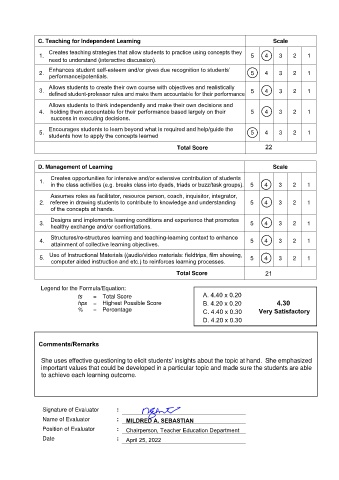 C. Teaching for Independent Learning Scale
1. Creates teaching strategies that allow students to practice using concepts they
need to understand (interactive discussion). 5 4 3 2 1
2. Enhances student self-esteem and/or gives due recognition to students'
performance/potentials. 5 4 3 2 1
3. Allows students to create their own course with objectives and realistically
defined student-professor rules and make them accountable for their performance 5 4 3 2 1
4. Allows students to think independently and make their own decisions and
holding them accountable for their performance based largely on their
success in executing decisions. 5 4 3 2 1
5. Encourages students to learn beyond what is required and help/guide the
students how to apply the concepts learned 5 4 3 2 1
Total Score 22
D. Management of Learning Scale
1. Creates opportunities for intensive and/or extensive contribution of students
in the class activities (e.g. breaks class into dyads, triads or buzz/task groups). 5 4 3 2 1
2. Assumes roles as facilitator, resource person, coach, inquisitor, integrator,
referee in drawing students to contribute to knowledge and understanding
of the concepts at hands. 5 4 3 2 1
3. Designs and implements learning conditions and experience that promotes
healthy exchange and/or confrontations. 5 4 3 2 1
4. Structures/re-structures learning and teaching-learning context to enhance
attainment of collective learning objectives. 5 4 3 2 1
5. Use of Instructional Materials ((audio/video materials: fieldtrips, film showing,
computer aided instruction and etc.) to reinforces learning processes. 5 4 3 2 1
Total Score 21
Legend for the Formula/Equation:
ts = Total Score
hps = Highest Possible Score
% = Percentage
A. 4.40 x 0.20
B. 4.20 x 0.20 4.30
C. 4.40 x 0.30 Very Satisfactory
D. 4.20 x 0.30
Comments/Remarks
She uses effective questioning to elicit students' insights about the topic at hand. She emphasized
important values that could be developed in a particular topic and made sure the students are able
to achieve each learning outcome.
Signature of Evaluator :
Name of Evaluator : MILDRED A. SEBASTIAN
Position of Evaluator : Chairperson, Teacher Education Department
Date : April 25, 2022